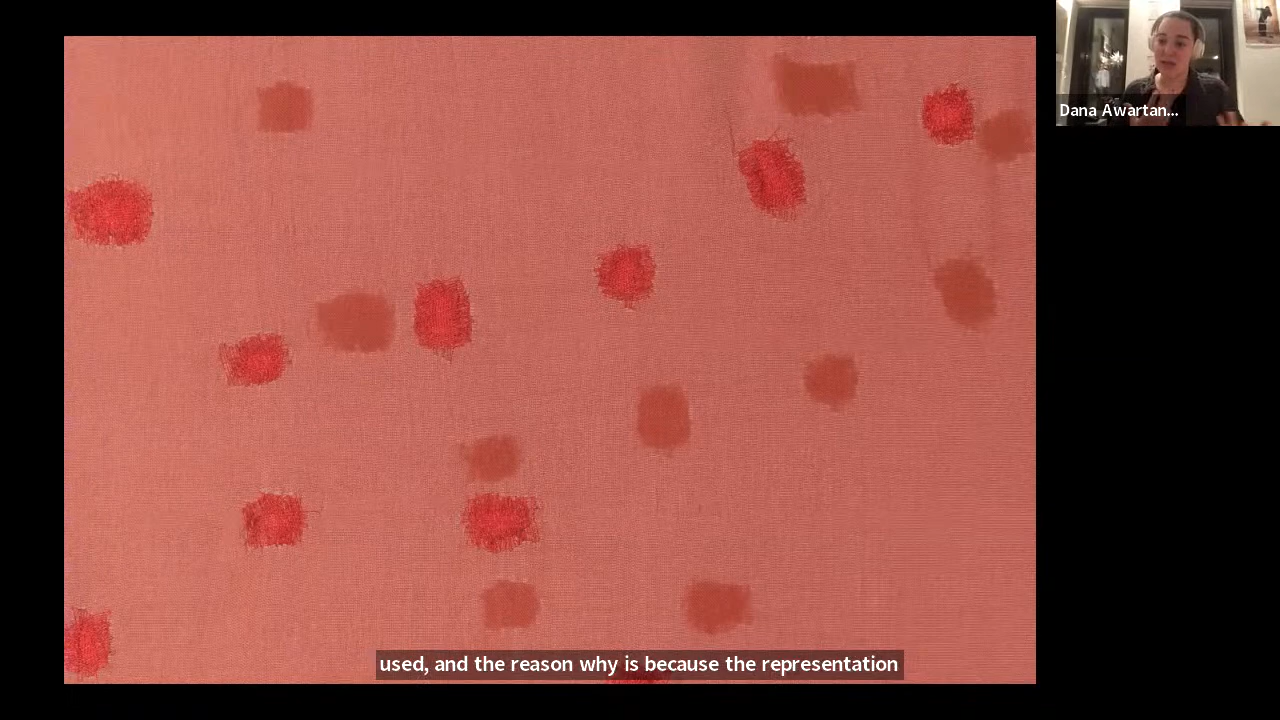 Dana Awartan...
used, and the reason why is because the representation